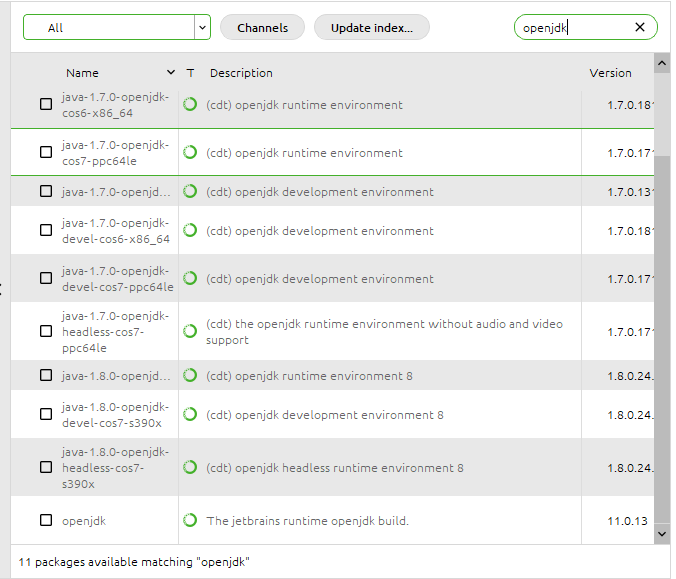 All
Channels
Update index...
openjdk
Name
T
Description
Version
java-1.7.0-openjdk-
cos6-x86_64
(cdt) openjdk runtime environment
1.7.0.181
java-1.7.0-openjdk-
cos7-ppc64le
(cdt) openjdk runtime environment
1.7.0.171
java-1.7.0-openjd...
(cdt) openjdk development environment
1.7.0.131
java-1.7.0-openjdk-
devel-cos6-x86_64
(cdt) openjdk development environment
1.7.0.181
java-1.7.0-openjdk-
devel-cos7-ppc64le
(cdt) openjdk development environment
1.7.0.171
java-1.7.0-openjdk-
headless-cos7-
ppc64le
(cdt) the openjdk runtime environment without audio and video
support
1.7.0.171
java-1.8.0-openjd...
(cdt) openjdk runtime environment 8
1.8.0.24.
java-1.8.0-openjdk-
devel-cos7-s390x
(cdt) openjdk development environment 8
1.8.0.24.
java-1.8.0-openjdk-
headless-cos7-
s390x
(cdt) openjdk headless runtime environment 8
1.8.0.24.
openjdk
The jetbrains runtime openjdk build.
11.0.13
11 packages available matching "openjdk"